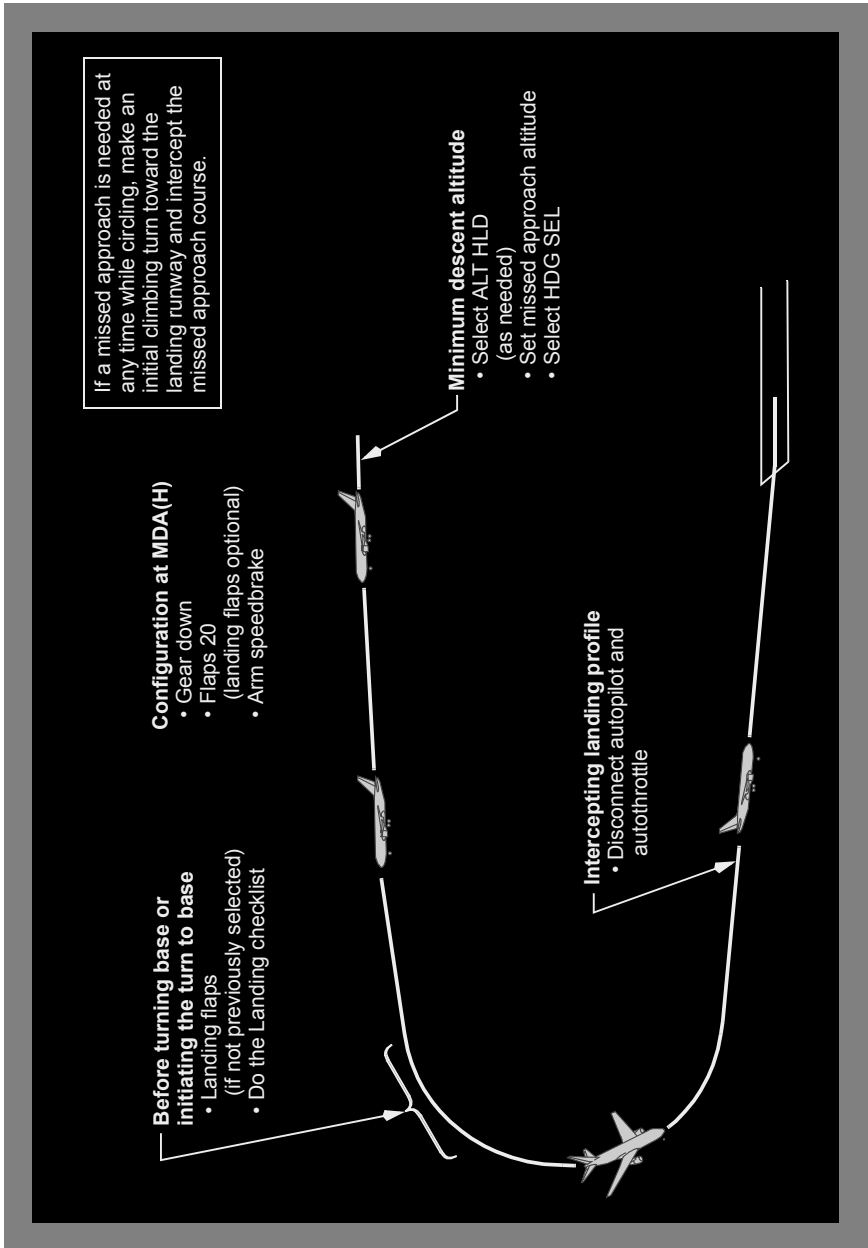 If a missed approach is needed at
any time while circling, make an
initial climbing turn toward the
landing runway and intercept the
missed approach course.
Before turning base or
initiating the turn to base
• Landing flaps
(if not previously selected)
• Do the Landing checklist
Configuration at MDA(H)
• Gear down
• Flaps 20
(landing flaps optional)
• Arm speedbrake
Minimum descent altitude
• Select ALT HLD
(as needed)
• Set missed approach altitude
• Select HDG SEL
Intercepting landing profile
• Disconnect autopilot and
autothrottle